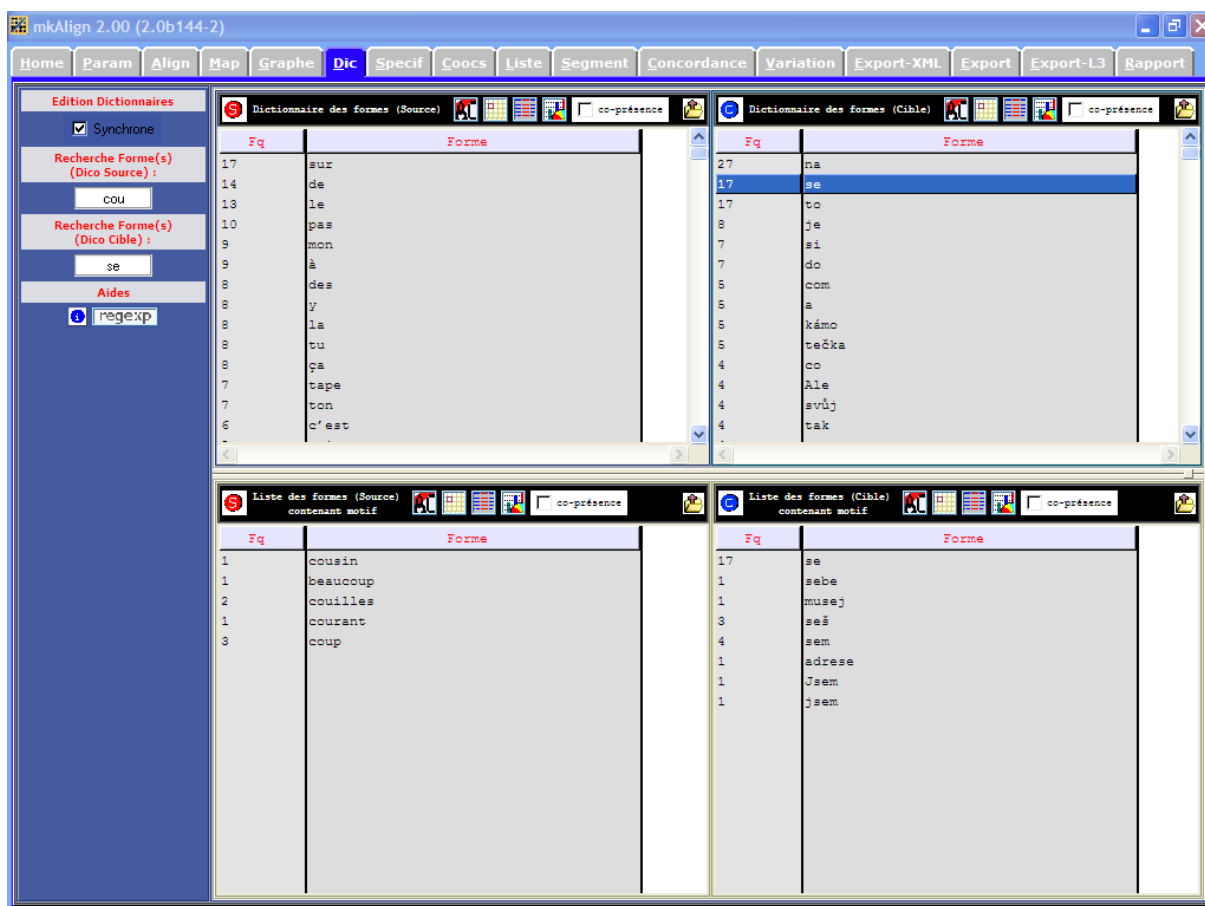 mkAlign 2.00 (2.0b144-2)
Home Param Align Map Graphe Dic Specif Coocs Liste Segment Concordance Variation Export-XML Export Export-L3 Rapport
Edition Dictionnaires
Synchrone
Recherche Forme(s)
(Dico Source) :
cou
Recherche Forme(s)
(Dico Cible) :
se
Aides
regexp
S Dictionnaire des formes (Source) co-présence
Fq Forme
17 sur
14 de
13 le
10 pas
9 mon
9 à
8 des
8 y
8 la
8 tu
8 ça
7 tape
7 ton
6 c'est
C Dictionnaire des formes (Cible) co-présence
Fq Forme
27 na
17 se
17 to
8 je
7 si
7 do
5 com
5 a
5 kámo
5 tečka
4 co
4 Ale
4 svůj
4 tak
S Liste des formes (Source) co-présence
contenant motif
Fq Forme
1 cousin
1 beaucoup
2 couilles
1 courant
3 coup
C Liste des formes (Cible) co-présence
contenant motif
Fq Forme
17 se
1 sebe
1 musej
3 seš
4 sem
1 adrese
1 Jsem
1 jsem